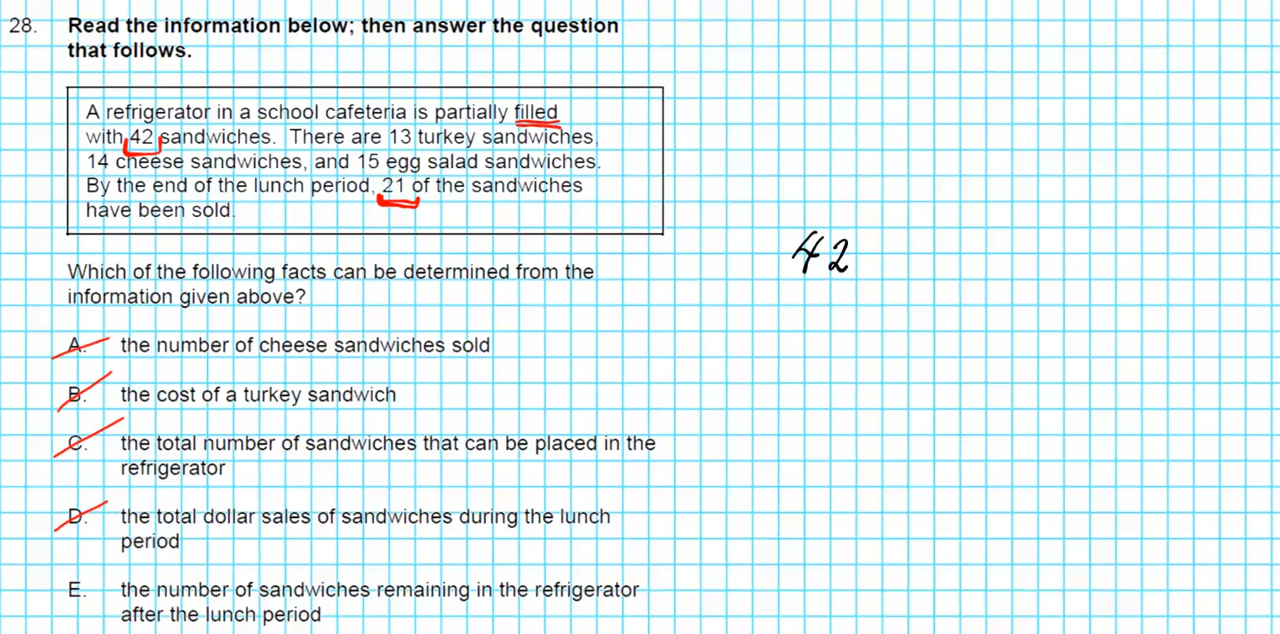 28. Read the information below; then answer the question
that follows.
A refrigerator in a school cafeteria is partially filled
with 42 sandwiches. There are 13 turkey sandwiches,
14 cheese sandwiches, and 15 egg salad sandwiches.
By the end of the lunch period, 21 of the sandwiches
have been sold.
42
Which of the following facts can be determined from the
information given above?
A. the number of cheese sandwiches sold
B. the cost of a turkey sandwich
C. the total number of sandwiches that can be placed in the
refrigerator
D. the total dollar sales of sandwiches during the lunch
period
E. the number of sandwiches remaining in the refrigerator
after the lunch period